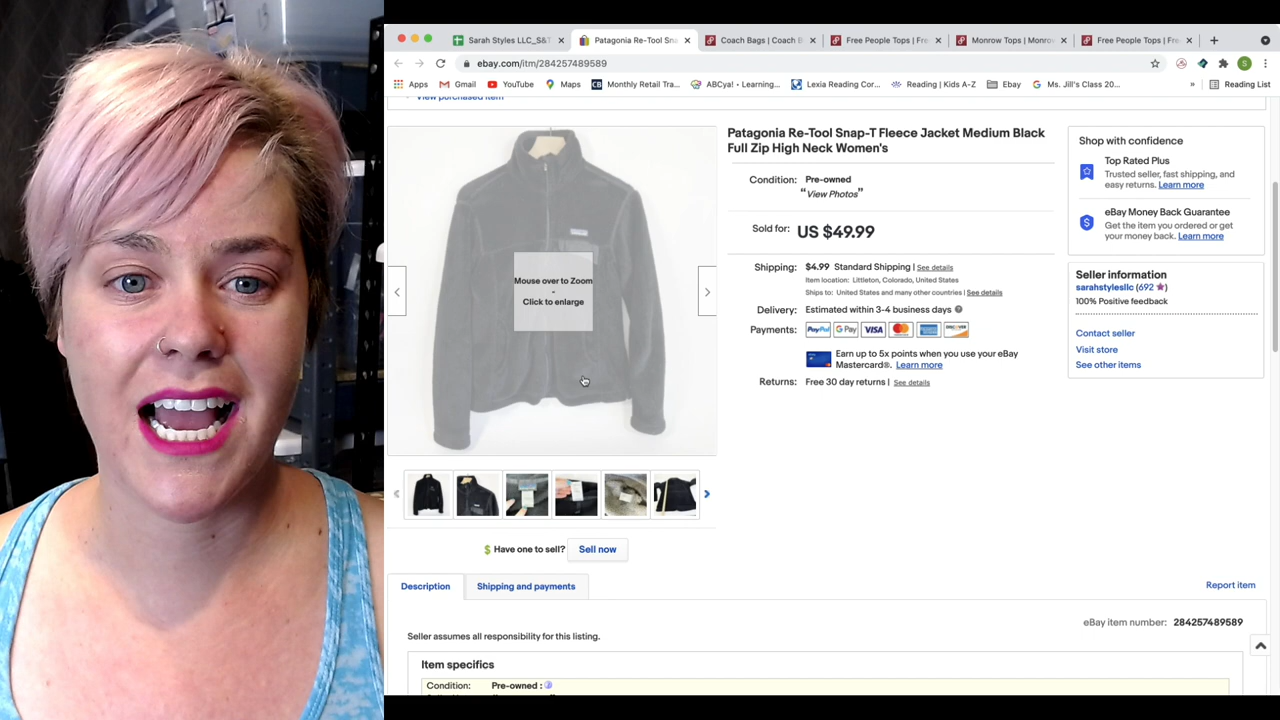 Sarah Styles LLC_S&T
Patagonia Re-Tool Sna
Coach Bags | Coach B
Free People Tops | Fre
Monrow Tops | Monro
Free People Tops | Fre
ebay.com/itm/284257489589
S
Apps
Gmail
YouTube
Maps
CB
Monthly Retail Tra...
ABCya! • Learning...
Lexia Reading Cor...
Reading | Kids A-Z
Ebay
Ms. Jill's Class 20...
»
Reading List
View purchased item
Patagonia Re-Tool Snap-T Fleece Jacket Medium Black
Full Zip High Neck Women's
Condition: Pre-owned
“View Photos”
Sold for: US $49.99
Shipping: $4.99 Standard Shipping | See details
Item location: Littleton, Colorado, United States
Ships to: United States and many other countries | See details
Delivery: Estimated within 3-4 business days
Payments: PayPal G Pay VISA DISCOVER
Earn up to 5x points when you use your eBay
Mastercard®. Learn more
Returns: Free 30 day returns | See details
Shop with confidence
Top Rated Plus
Trusted seller, fast shipping, and
easy returns. Learn more
eBay Money Back Guarantee
Get the item you ordered or get
your money back. Learn more
Seller information
sarahstylesllc (692 ★)
100% Positive feedback
Contact seller
Visit store
See other items
Mouse over to Zoom
-
Click to enlarge
Have one to sell? Sell now
Description
Shipping and payments
Report item
eBay item number: 284257489589
Seller assumes all responsibility for this listing.
Item specifics
Condition: Pre-owned :